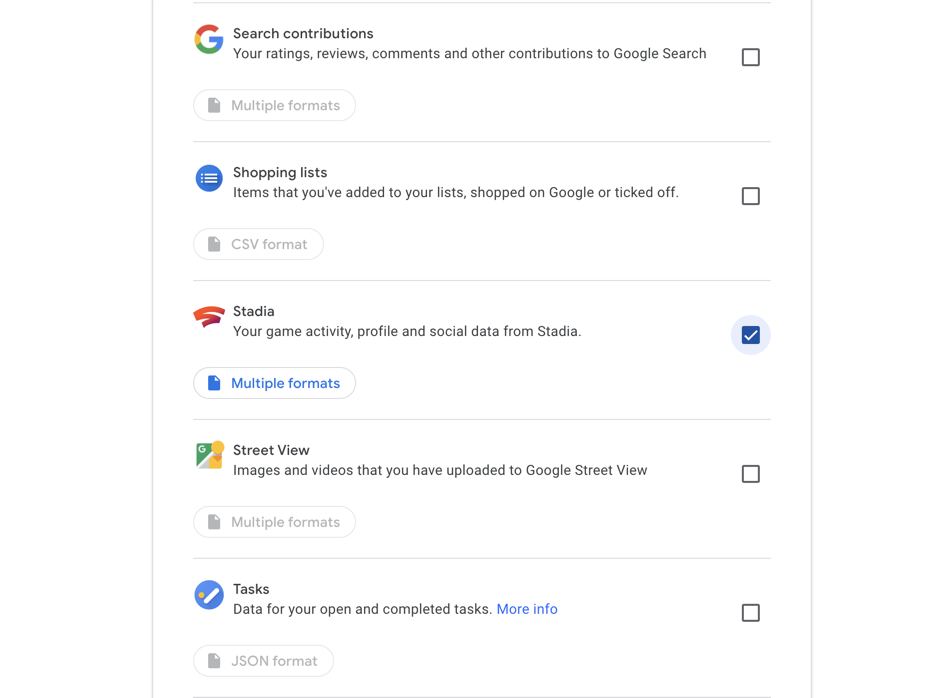 Search contributions
Your ratings, reviews, comments and other contributions to Google Search
Multiple formats
Shopping lists
Items that you've added to your lists, shopped on Google or ticked off.
CSV format
Stadia
Your game activity, profile and social data from Stadia.
Multiple formats
Street View
Images and videos that you have uploaded to Google Street View
Multiple formats
Tasks
Data for your open and completed tasks. More info
JSON format